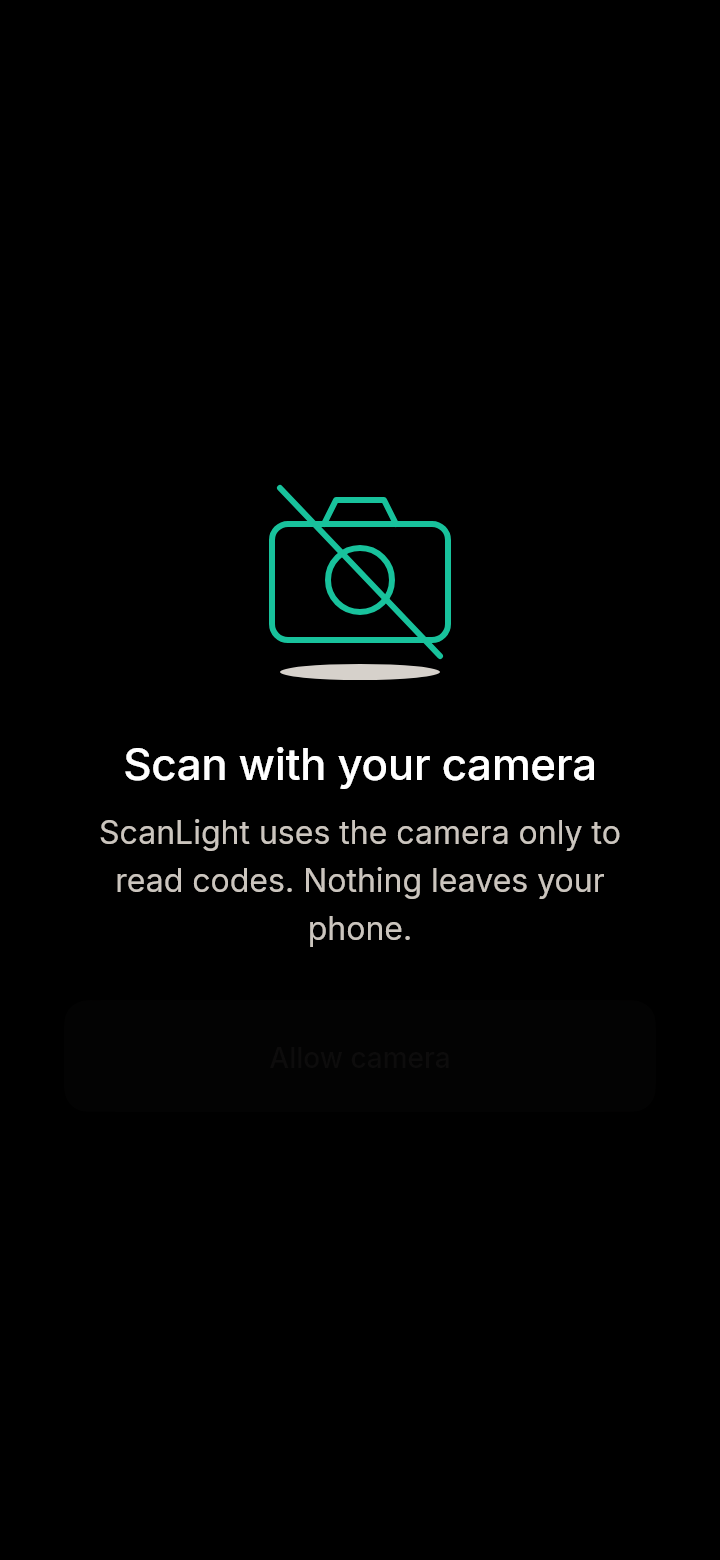 Scan with your camera
ScanLight uses the camera only to
read codes. Nothing leaves your
phone.
Allow camera